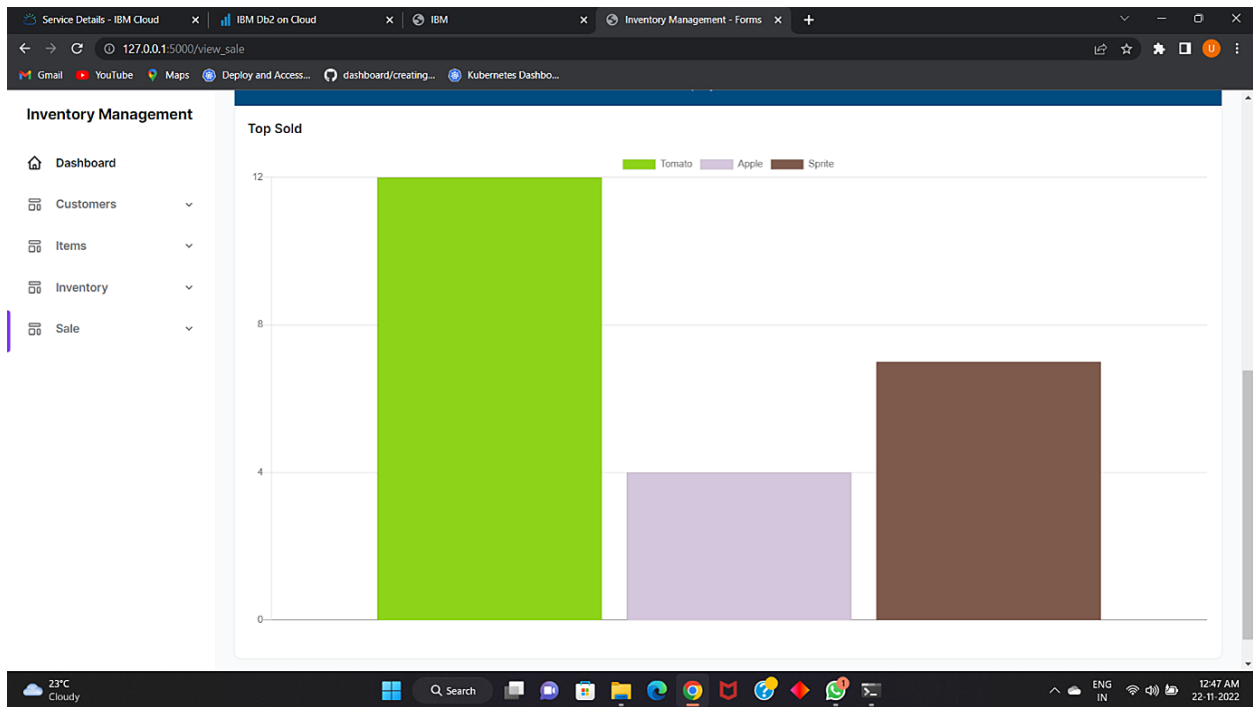 Service Details - IBM Cloud
IBM Db2 on Cloud
IBM
Inventory Management - Forms
127.0.0.1:5000/view_sale
U
Gmail
YouTube
Maps
Deploy and Access...
dashboard/creating...
Kubernetes Dashbo...
Inventory Management
Dashboard
Customers
Items
Inventory
Sale
Top Sold
Tomato
Apple
Sprite
12
8
4
0
23°C
Cloudy
Search
1
ENG
IN
12:47 AM
22-11-2022